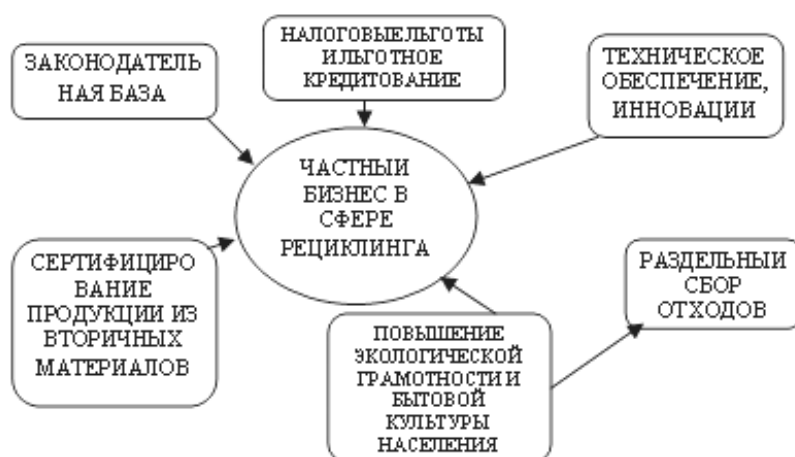 ЗАКОНОДАТЕЛЬ
НАЯ БАЗА
НАЛОГОВЫЕЛЬГОТЫ
И ЛЬГОТНОЕ
КРЕДИТОВАНИЕ
ТЕХНИЧЕСКОЕ
ОБЕСПЕЧЕНИЕ,
ИННОВАЦИИ
ЧАСТНЫЙ
БИЗНЕС В
СФЕРЕ
РЕЦИКЛИНГА
СЕРТИФИЦИРО
ВАНИЕ
ПРОДУКЦИИ ИЗ
ВТОРИЧНЫХ
МАТЕРИАЛОВ
ПОВЫШЕНИЕ
ЭКОЛОГИЧЕСКОЙ
ГРАМОТНОСТИ И
БЫТОВОЙ
КУЛЬТУРЫ
НАСЕЛЕНИЯ
РАЗДЕЛЬНЫЙ
СБОР
ОТХОДОВ